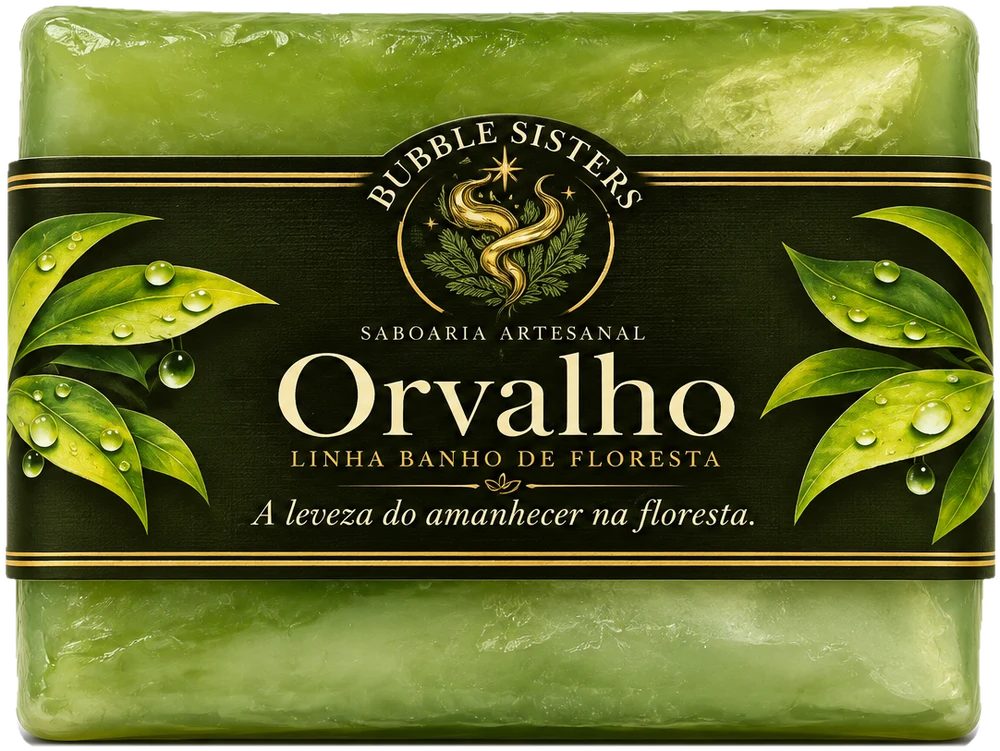 BUBBLE SISTERS
SABOARIA ARTESANAL
Orvalho
LINHA BANHO DE FLORESTA
A leveza do amanhecer na floresta.